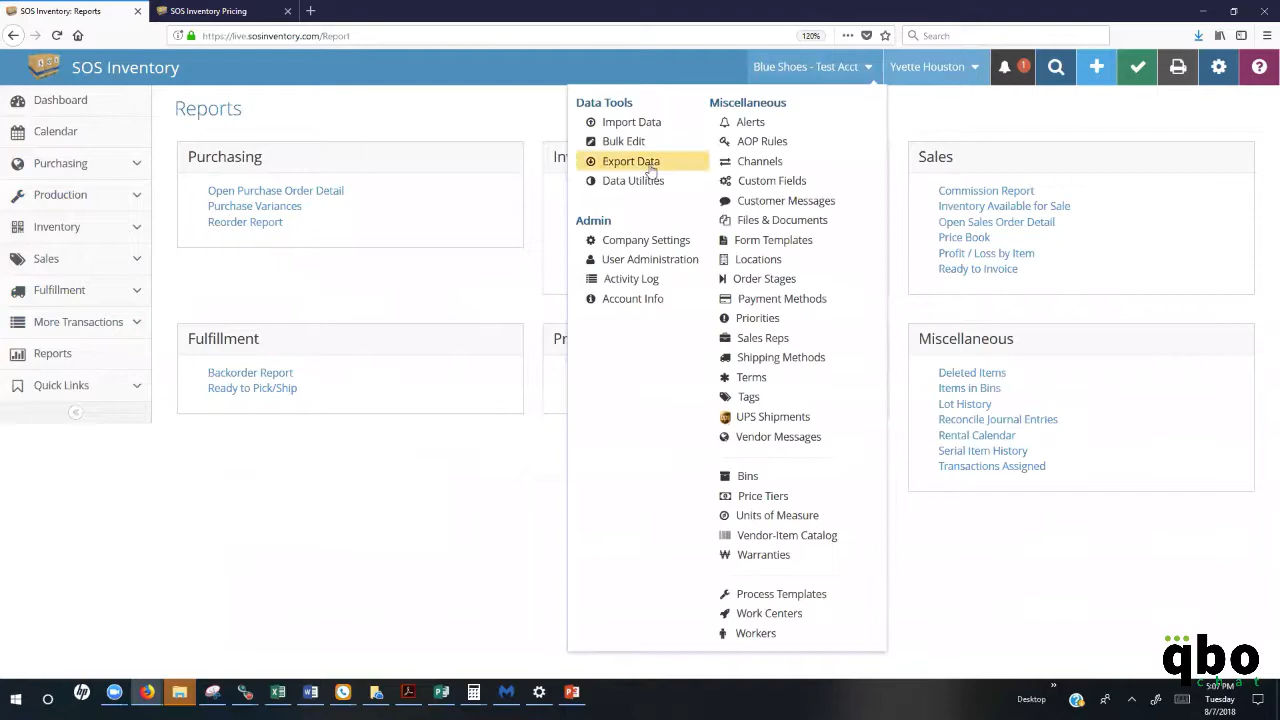 SOS Inventory: Reports
SOS Inventory Pricing
https://live.sosinventory.com/Report
120%
Search
SOS Inventory
Blue Shoes - Test Acct
Yvette Houston
1
Dashboard
Calendar
Purchasing
Production
Inventory
Sales
Fulfillment
More Transactions
Reports
Quick Links
Reports
Purchasing
Open Purchase Order Detail
Purchase Variances
Reorder Report
Fulfillment
Backorder Report
Ready to Pick/Ship
In
Pr
Data Tools
Import Data
Bulk Edit
Export Data
Data Utilities
Admin
Company Settings
User Administration
Activity Log
Account Info
Miscellaneous
Alerts
AOP Rules
Channels
Custom Fields
Customer Messages
Files & Documents
Form Templates
Locations
Order Stages
Payment Methods
Priorities
Sales Reps
Shipping Methods
Terms
Tags
UPS Shipments
Vendor Messages
Bins
Price Tiers
Units of Measure
Vendor-Item Catalog
Warranties
Process Templates
Work Centers
Workers
Sales
Commission Report
Inventory Available for Sale
Open Sales Order Detail
Price Book
Profit / Loss by Item
Ready to Invoice
Miscellaneous
Deleted Items
Items in Bins
Lot History
Reconcile Journal Entries
Rental Calendar
Serial Item History
Transactions Assigned
qbo
chat
Desktop
5:07 PM
Tuesday
8/7/2018